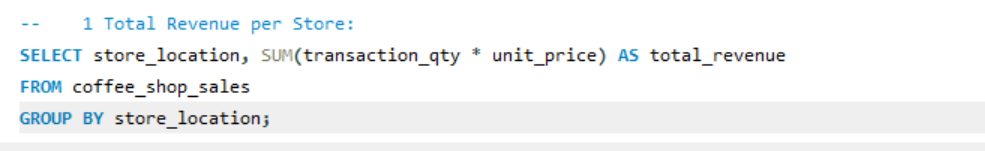 --    1 Total Revenue per Store:
SELECT store_location, SUM(transaction_qty * unit_price) AS total_revenue
FROM coffee_shop_sales
GROUP BY store_location;